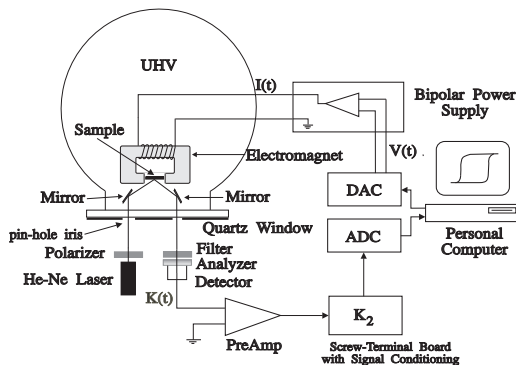 UHV
I(t)
Bipolar Power
Supply
Sample
Electromagnet
V(t)
Mirror
Mirror
DAC
pin-hole iris
Quartz Window
ADC
Personal
Computer
Polarizer
Filter
Analyzer
He-Ne Laser
Detector
K(t)
K2
PreAmp
Screw-Terminal Board
with Signal Conditioning